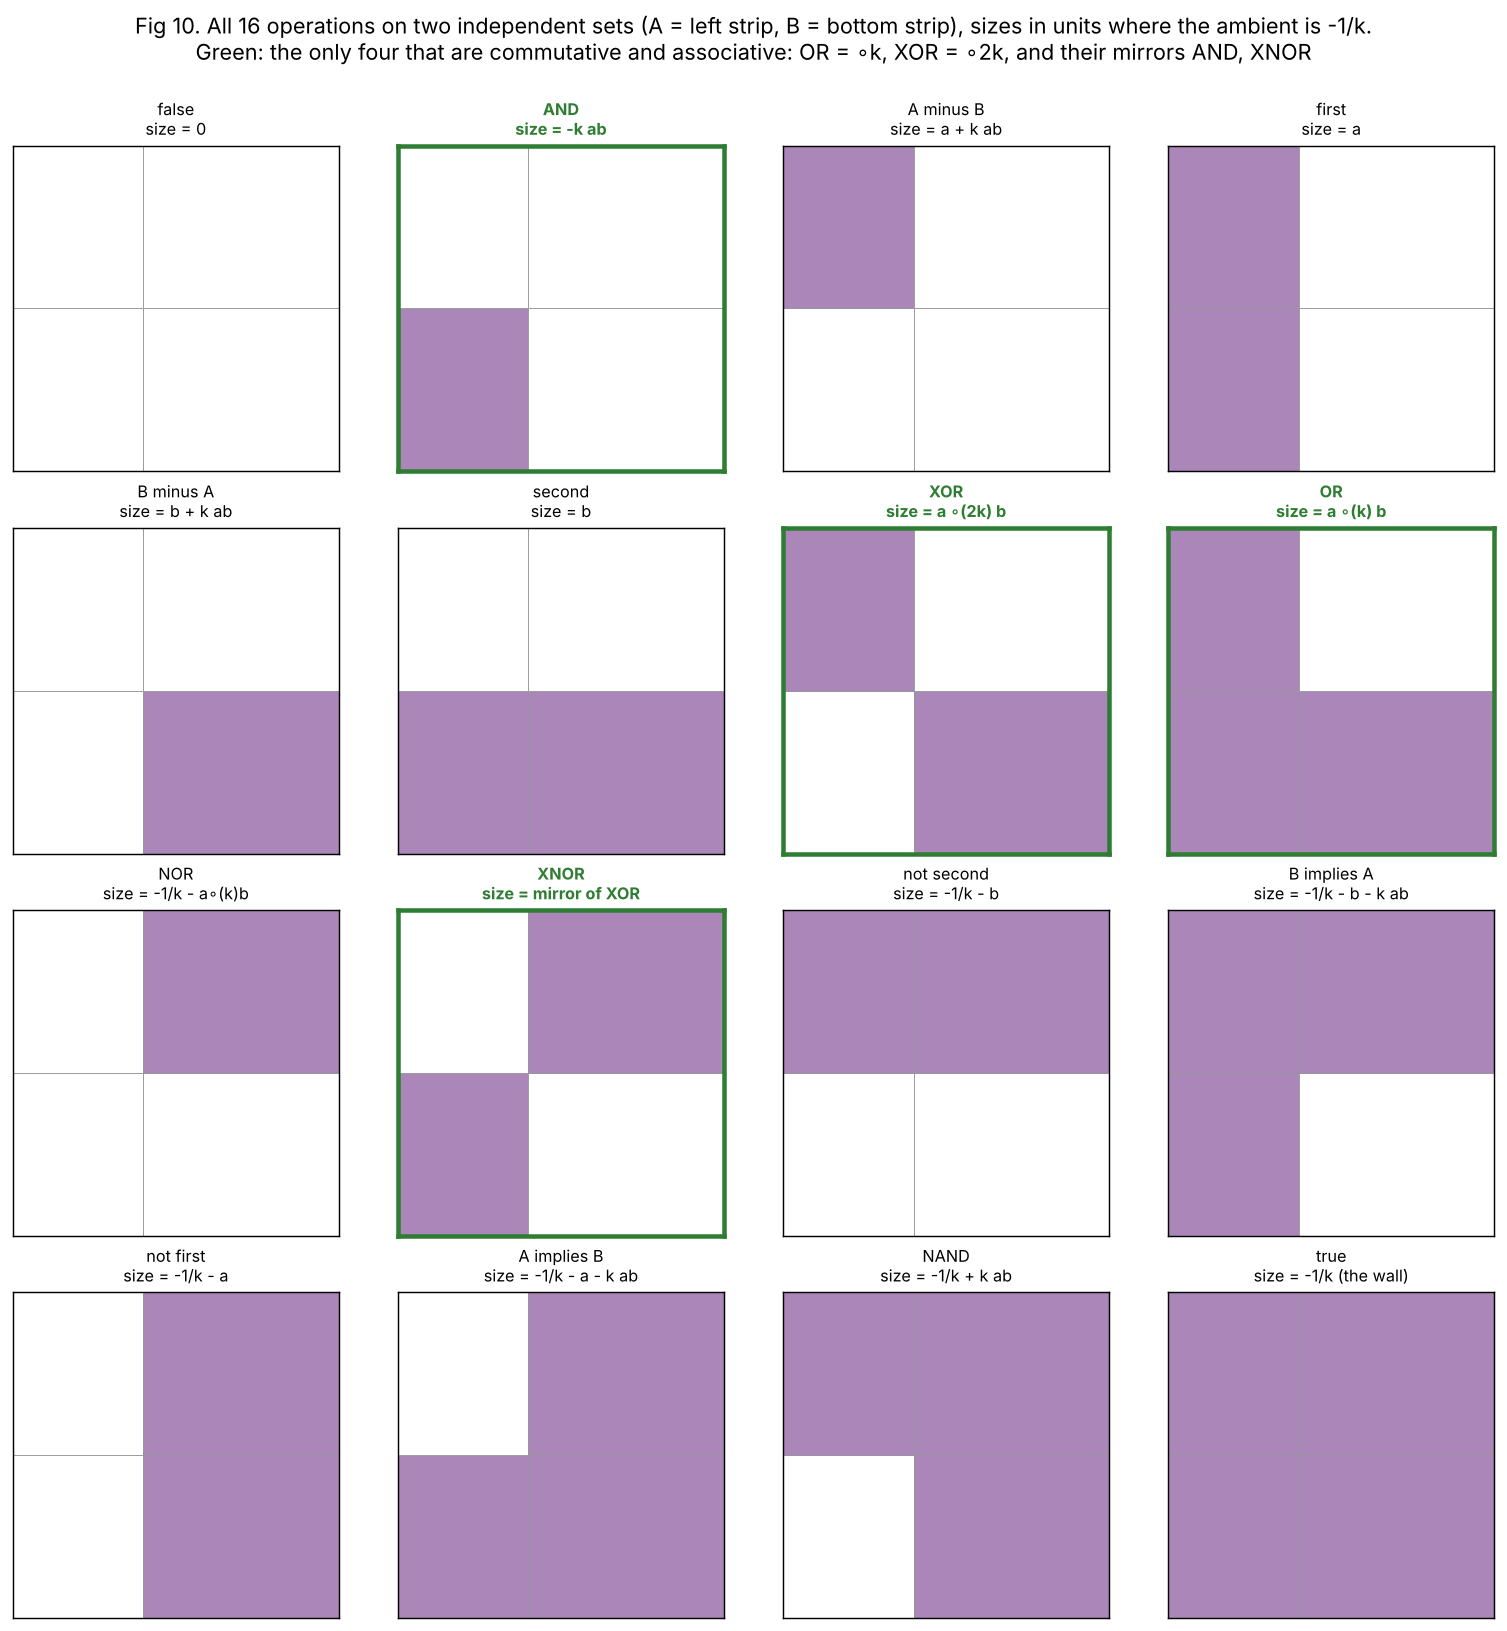 Fig 10. All 16 operations on two independent sets (A = left strip, B = bottom strip), sizes in units where the ambient is -1/k.
Green: the only four that are commutative and associative: OR = ∘k, XOR = ∘2k, and their mirrors AND, XNOR
false
size = 0
AND
size = -k ab
A minus B
size = a + k ab
first
size = a
B minus A
size = b + k ab
second
size = b
XOR
size = a ∘(2k) b
OR
size = a ∘(k) b
NOR
size = -1/k - a∘(k)b
XNOR
size = mirror of XOR
not second
size = -1/k - b
B implies A
size = -1/k - b - k ab
not first
size = -1/k - a
A implies B
size = -1/k - a - k ab
NAND
size = -1/k + k ab
true
size = -1/k (the wall)